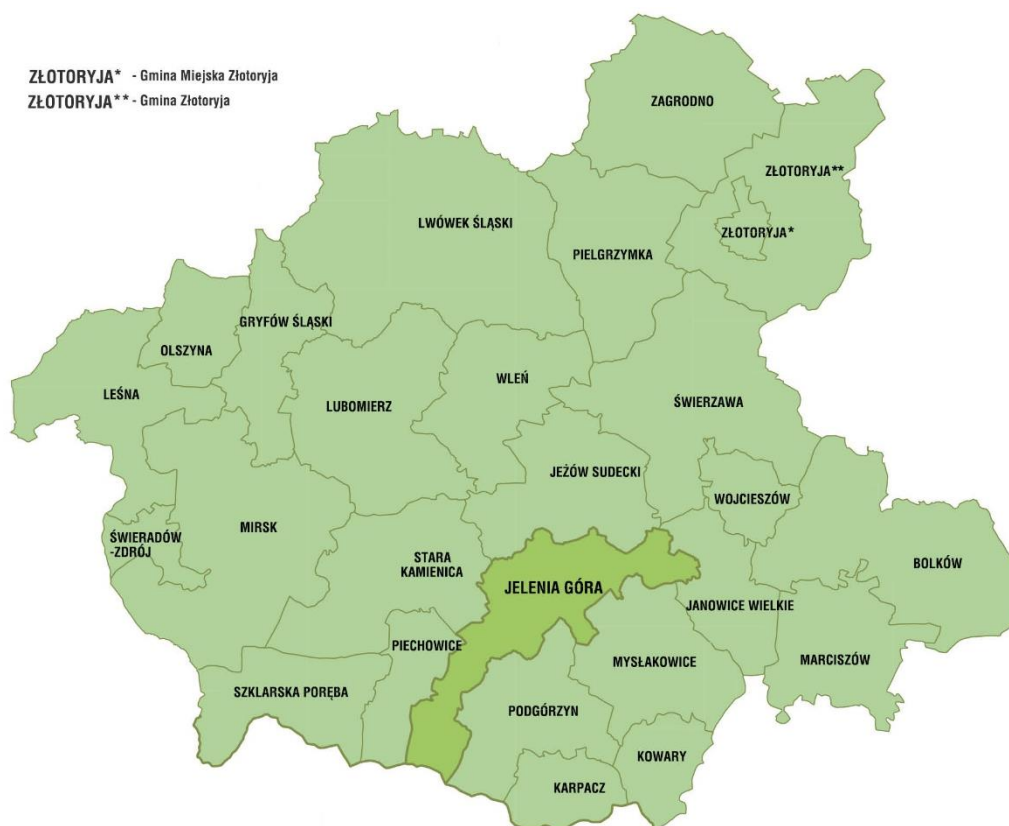 ZŁOTORYJA* - Gmina Miejska Złotoryja
ZŁOTORYJA** - Gmina Złotoryja
ZAGRODNO
ZŁOTORYJA**
LWÓWEK ŚLĄSKI
ZŁOTORYJA*
PIELGRZYMKA
GRYFÓW ŚLĄSKI
OLSZYNA
WLEŃ
LEŚNA
LUBOMIERZ
ŚWIERZAWA
JEŻÓW SUDECKI
WOJCIESZÓW
MIRSK
ŚWIERADÓW
-ZDRÓJ
STARA
KAMIENICA
BOLKÓW
JELENIA GÓRA
JANOWICE WIELKIE
PIECHOWICE
MYSŁAKOWICE
MARCISZÓW
SZKLARSKA PORĘBA
PODGÓRZYN
KOWARY
KARPACZ